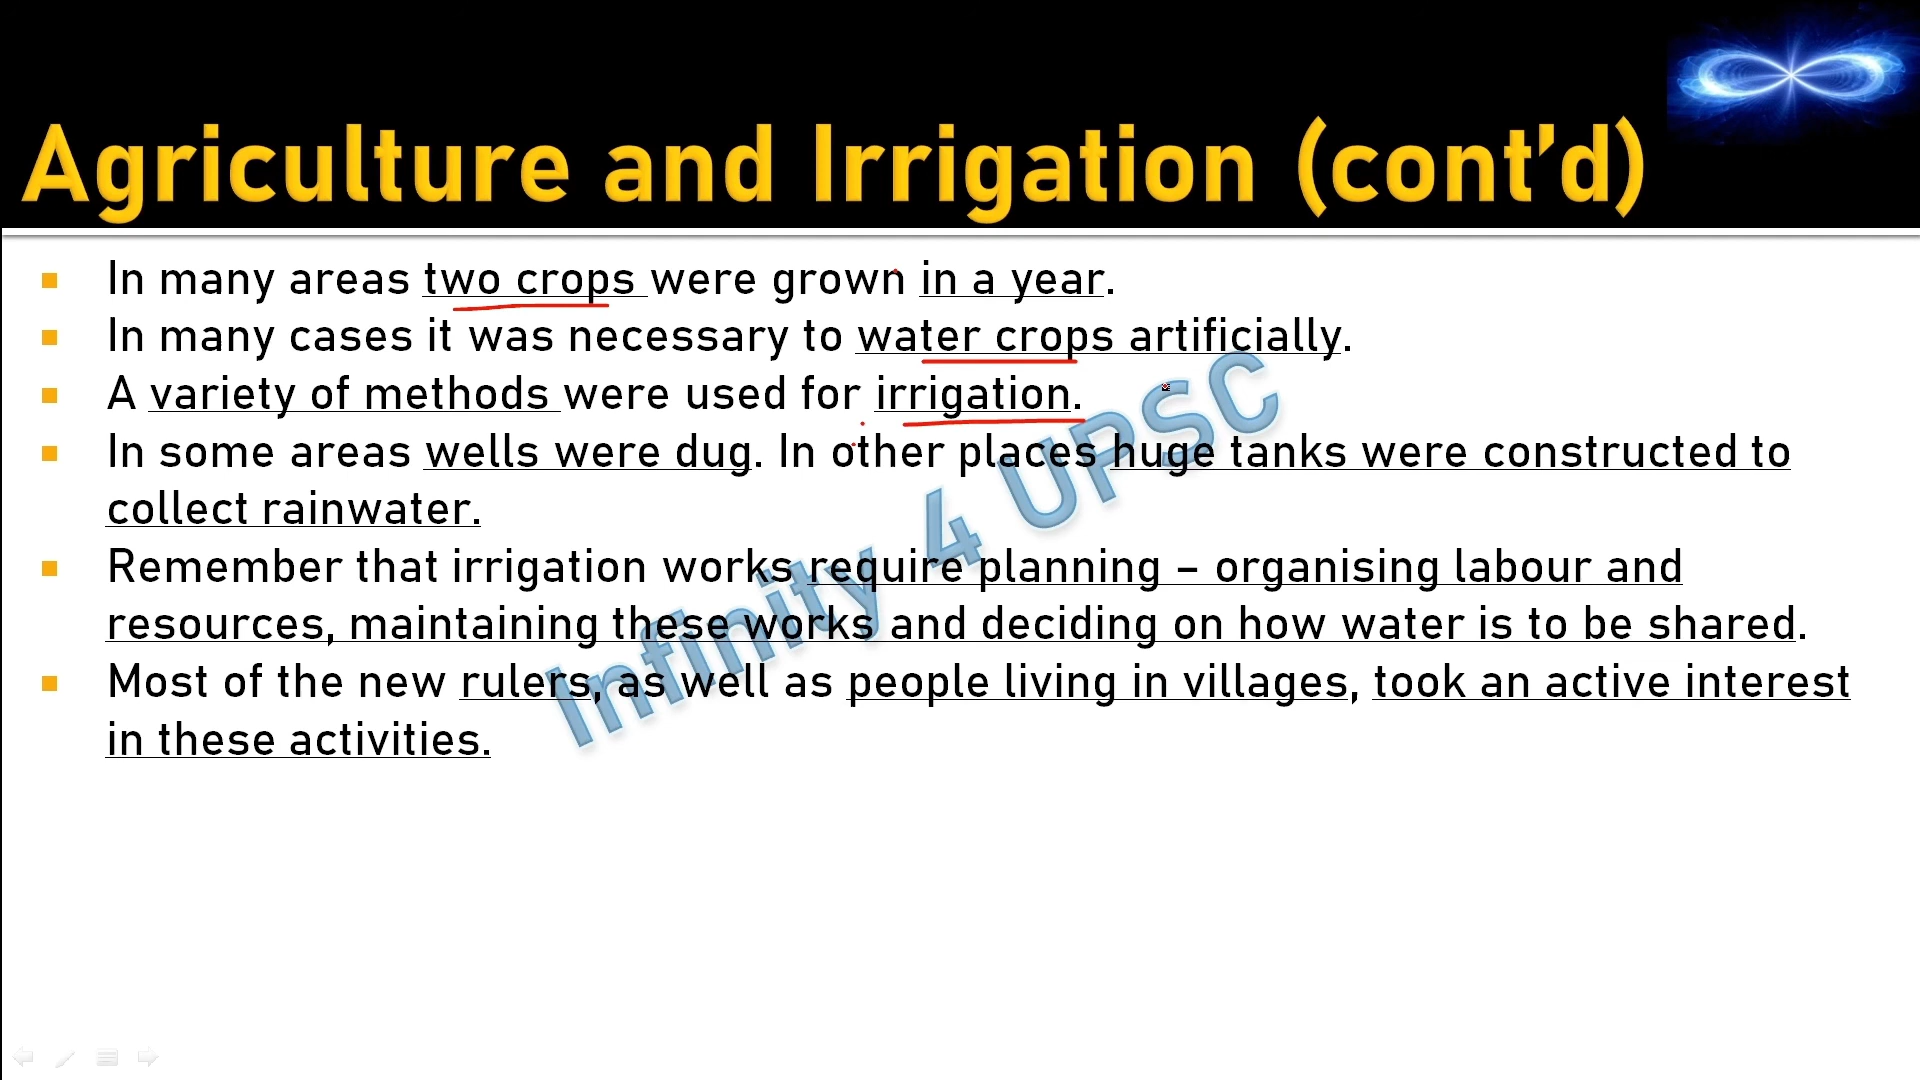 Agriculture and Irrigation (cont’d)
In many areas two crops were grown in a year.
In many cases it was necessary to water crops artificially.
A variety of methods were used for irrigation.
In some areas wells were dug. In other places huge tanks were constructed to
collect rainwater.
Remember that irrigation works require planning – organising labour and
resources, maintaining these works and deciding on how water is to be shared.
Most of the new rulers, as well as people living in villages, took an active interest
in these activities.
Infinity 4 UPSC